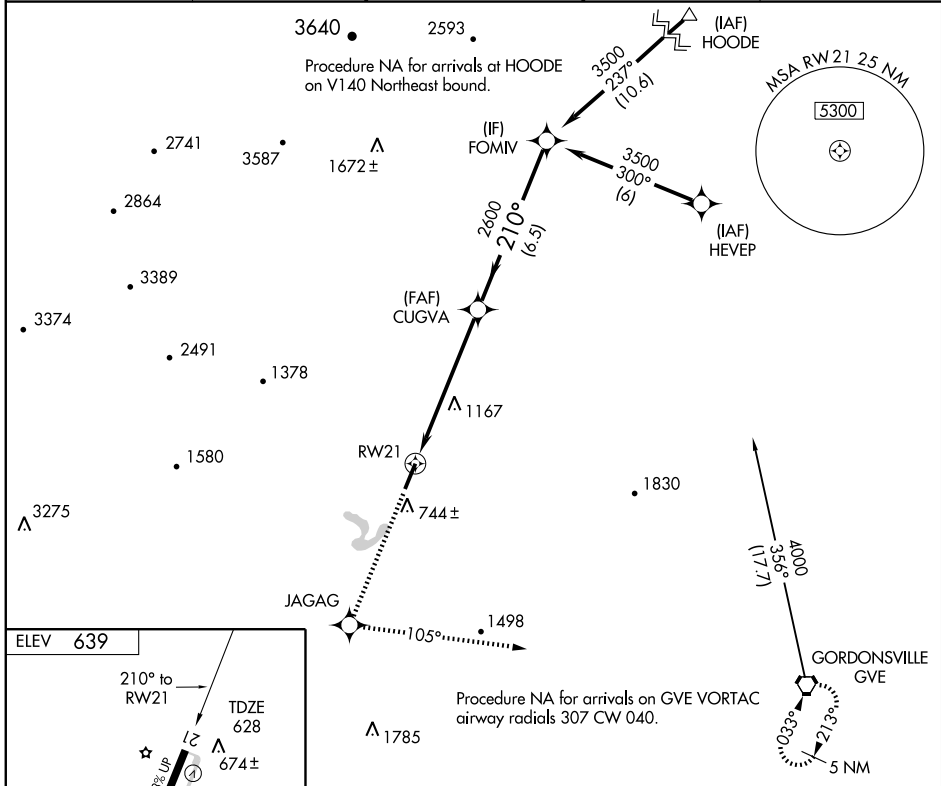 3640
2593
(IAF)
HOODE
Procedure NA for arrivals at HOODE
on V140 Northeast bound.
3500
237°
(10.6)
MSA RW21 25 NM
5300
(IF)
FOMIV
2741
3587
1672±
3500
300°
(6)
2864
(IAF)
HEVEP
2600
210°
(6.5)
3389
(FAF)
CUGVA
3374
2491
1378
1167
RW21
1580
1830
3275
744±
4000
356°
(17.7)
JAGAG
1498
105°
ELEV 639
GORDONSVILLE
GVE
210° to
RW21
TDZE
628
Procedure NA for arrivals on GVE VORTAC
airway radials 307 CW 040.
033°
213°
21
1785
674±
V
% UP
5 NM